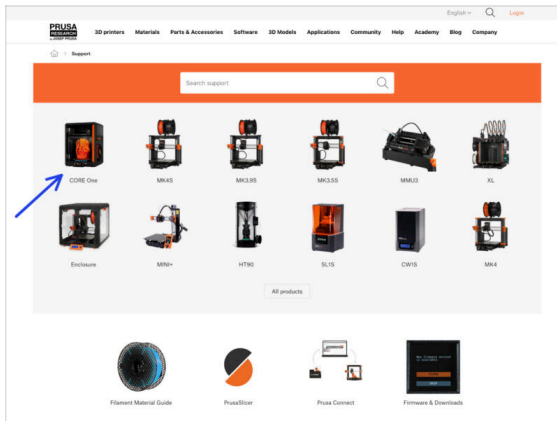 English
Login
PRUSA
RESEARCH
by JOSEF PRUSA
3D printers Materials Parts & Accessories Software 3D Models Applications Community Help Academy Blog Company
Support
Search support
CORE One MK4S MK3.9S MK3.5S MMU3 XL
Enclosure MINI+ HT90 SL1S CW1S MK4
All products
Filament Material Guide PrusaSlicer Prusa Connect Firmware & Downloads